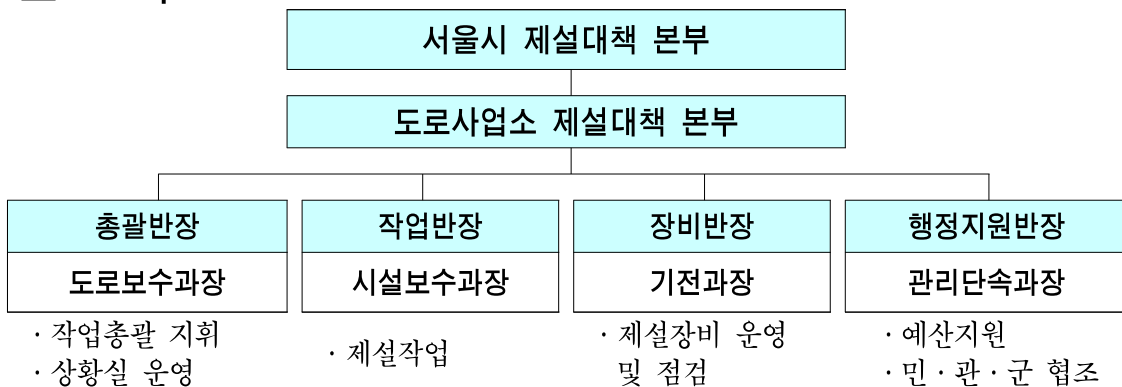 서울시 제설대책 본부
도로사업소 제설대책 본부
총괄반장
도로보수과장
· 작업총괄 지휘
· 상황실 운영
작업반장
시설보수과장
· 제설작업
장비반장
기전과장
· 제설장비 운영
및 점검
행정지원반장
관리단속과장
· 예산지원
· 민 · 관 · 군 협조